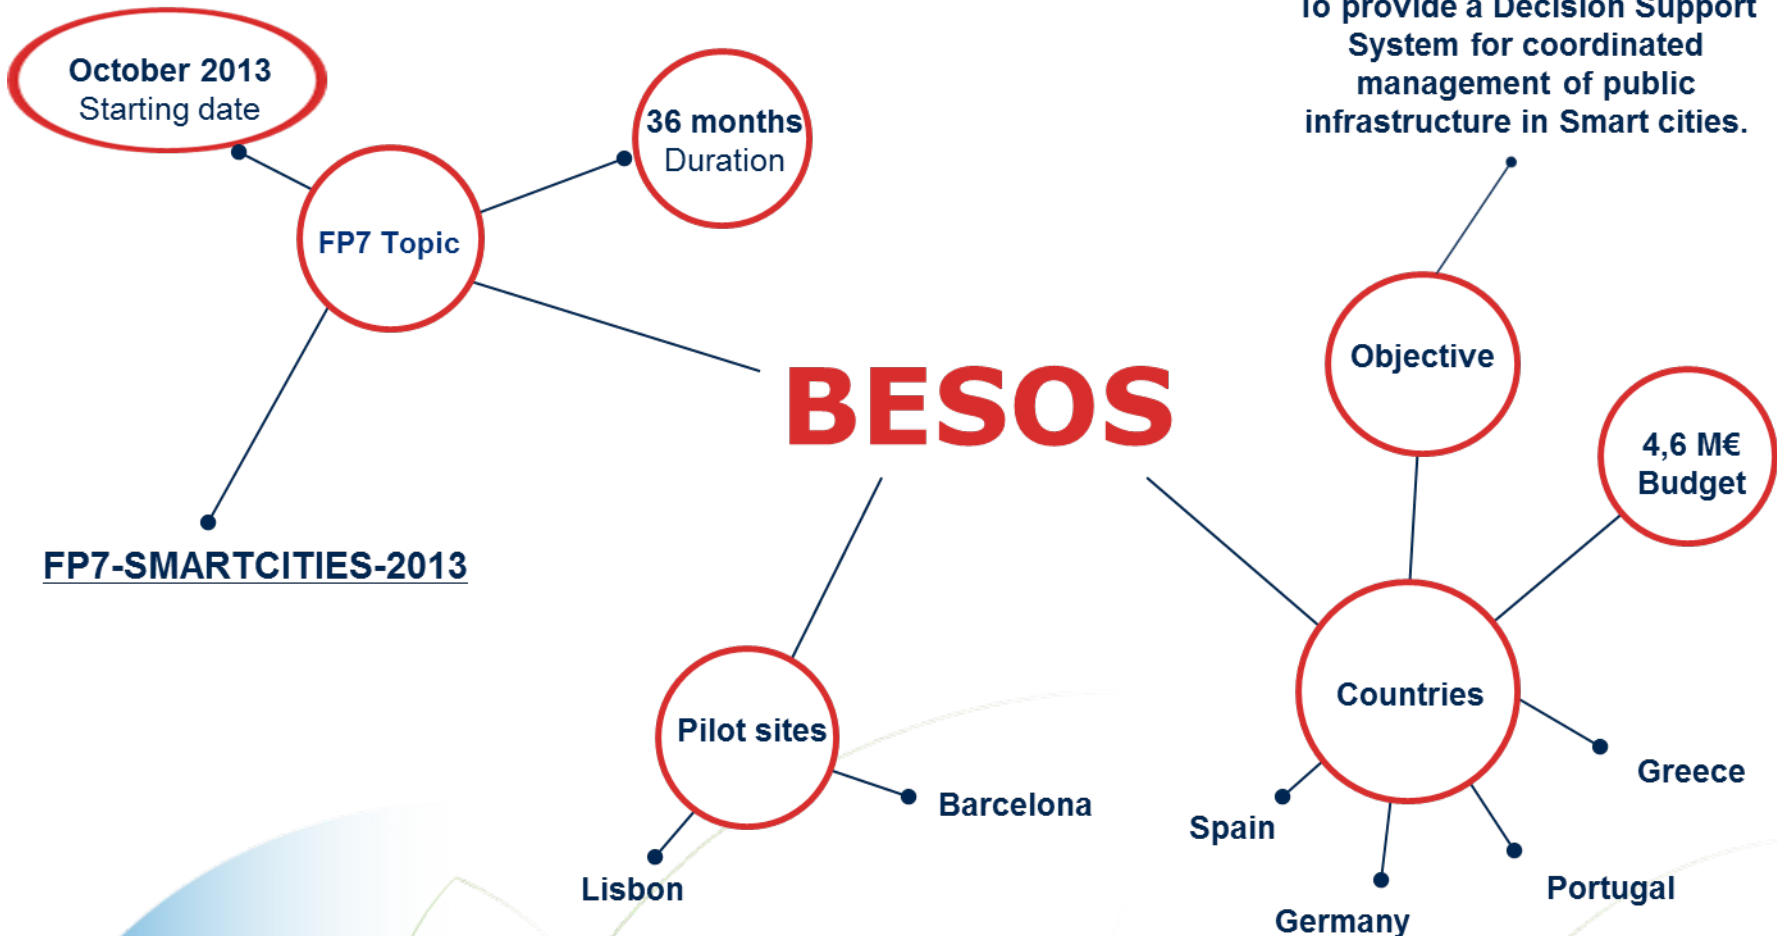 To provide a Decision Support
System for coordinated
management of public
infrastructure in Smart cities.
October 2013
Starting date
36 months
Duration
FP7 Topic
Objective
BESOS
4,6 M€
Budget
FP7-SMARTCITIES-2013
Countries
Pilot sites
Greece
Barcelona
Spain
Lisbon
Portugal
Germany